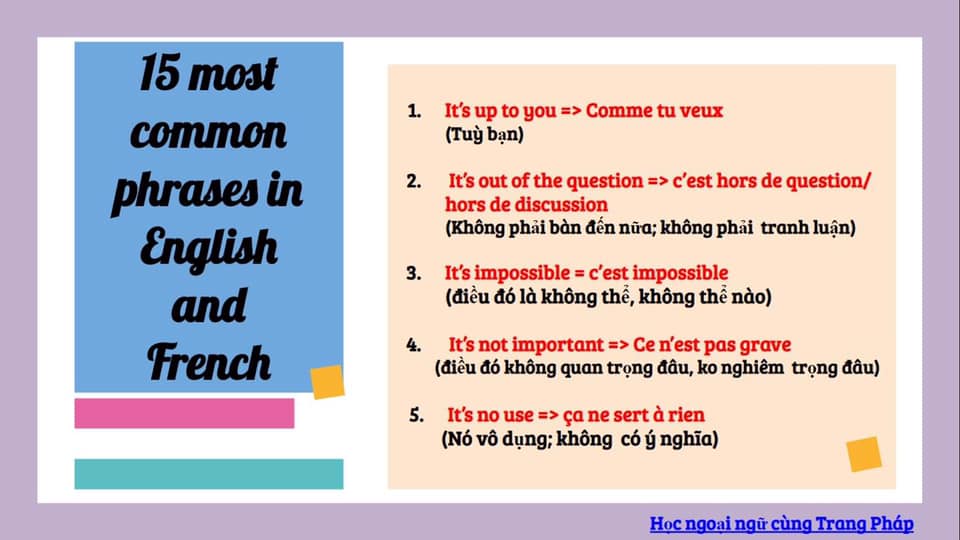 15 most
common
phrases in
English
and
French
1. It's up to you => Comme tu veux
(Tuỳ bạn)
2. It's out of the question => c'est hors de question/
hors de discussion
(Không phải bàn đến nữa; không phải tranh luận)
3. It's impossible = c'est impossible
(điều đó là không thể, không thể nào)
4. It's not important => Ce n'est pas grave
(điều đó không quan trọng đâu, ko nghiêm trọng đâu)
5. It's no use => ça ne sert à rien
(Nó vô dụng; không có ý nghĩa)
Học ngoại ngữ cùng Trang Pháp